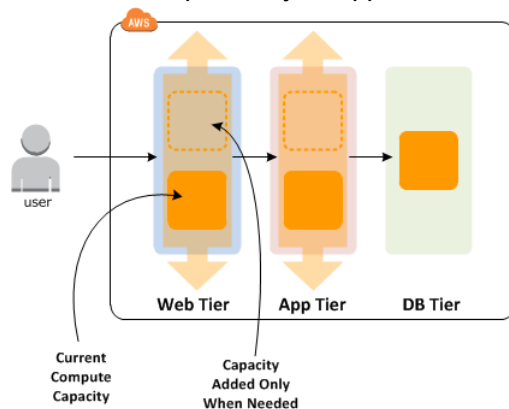 AWS
user
Web Tier
App Tier
DB Tier
Current
Compute
Capacity
Capacity
Added Only
When Needed